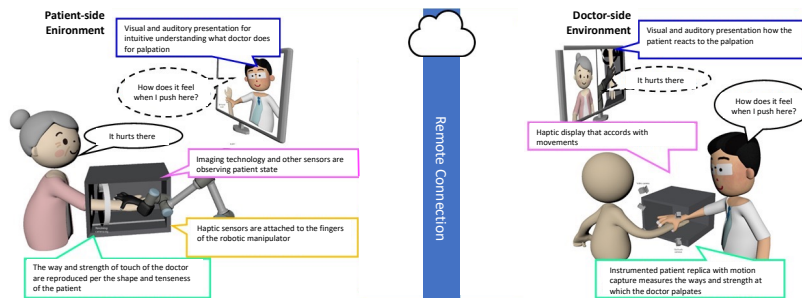 Patient-side
Enironment
Visual and auditory presentation for
intuitive understanding what doctor does
for palpation
How does it feel
when I push here?
It hurts there
Imaging technology and other sensors are
observing patient state
Haptic sensors are attached to the fingers
of the robotic manipulator
The way and strength of touch of the doctor
are reproduced per the shape and tenseness
of the patient
Remote Connection
Doctor-side
Environment
Visual and auditory presentation how the
patient reacts to the palpation
It hurts there
How does it feel
when I push here?
Haptic display that accords with
movements
Instrumented patient replica with motion
capture measures the ways and strength at
which the doctor palpates